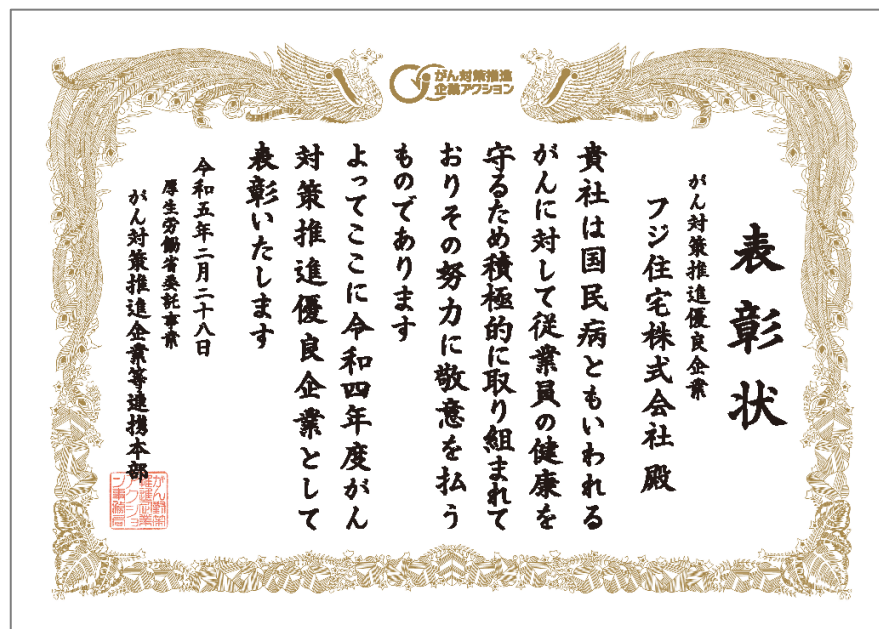 がん対策推進
企業アクション
表彰状
がん対策推進優良企業
フジ住宅株式会社 殿
貴社は国民病ともいわれる
がんに対して従業員の健康を
守るため積極的に取り組まれて
おりその努力に敬意を払う
ものであります
よってここに令和四年度がん
対策推進優良企業として
表彰いたします
令和五年二月二十八日
厚生労働省委託事業
がん対策推進企業等連携本部